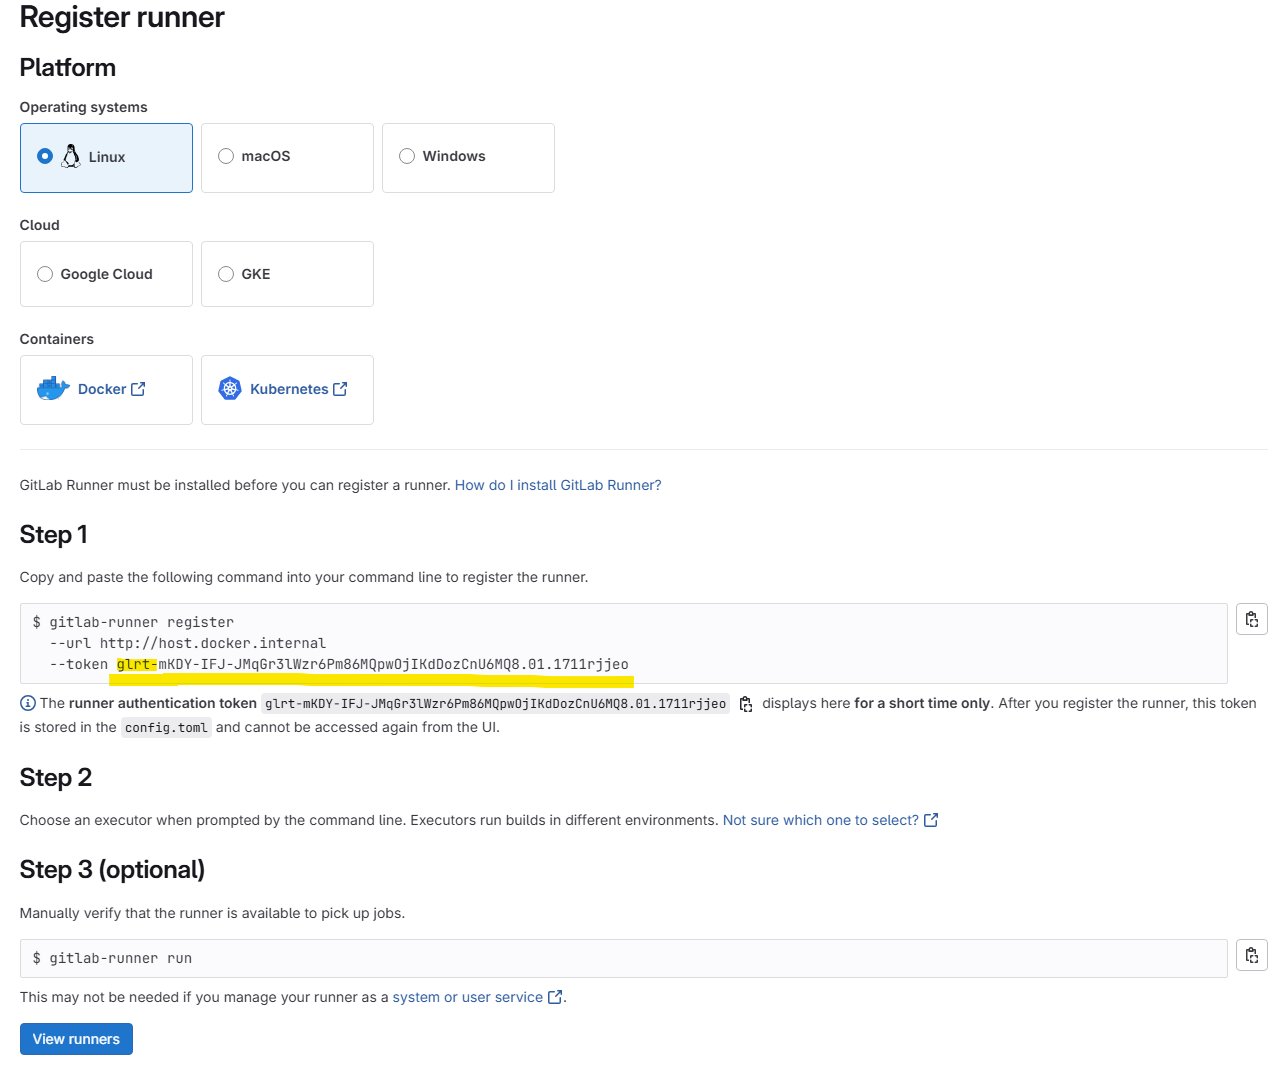 Register runner
Platform
Operating systems
Linux
macOS
Windows
Cloud
Google Cloud
GKE
Containers
Docker
Kubernetes
GitLab Runner must be installed before you can register a runner. How do I install GitLab Runner?
Step 1
Copy and paste the following command into your command line to register the runner.
$ gitlab-runner register
--url http://host.docker.internal
--token glrt-mKDY-IFJ-JMqGr3lWzr6Pm86MQpwOjIKdDozCnU6MQ8.01.1711rjjeo
The runner authentication token glrt-mKDY-IFJ-JMqGr3lWzr6Pm86MQpwOjIKdDozCnU6MQ8.01.1711rjjeo displays here for a short time only. After you register the runner, this token
is stored in the config.toml and cannot be accessed again from the UI.
Step 2
Choose an executor when prompted by the command line. Executors run builds in different environments. Not sure which one to select?
Step 3 (optional)
Manually verify that the runner is available to pick up jobs.
$ gitlab-runner run
This may not be needed if you manage your runner as a system or user service.
View runners